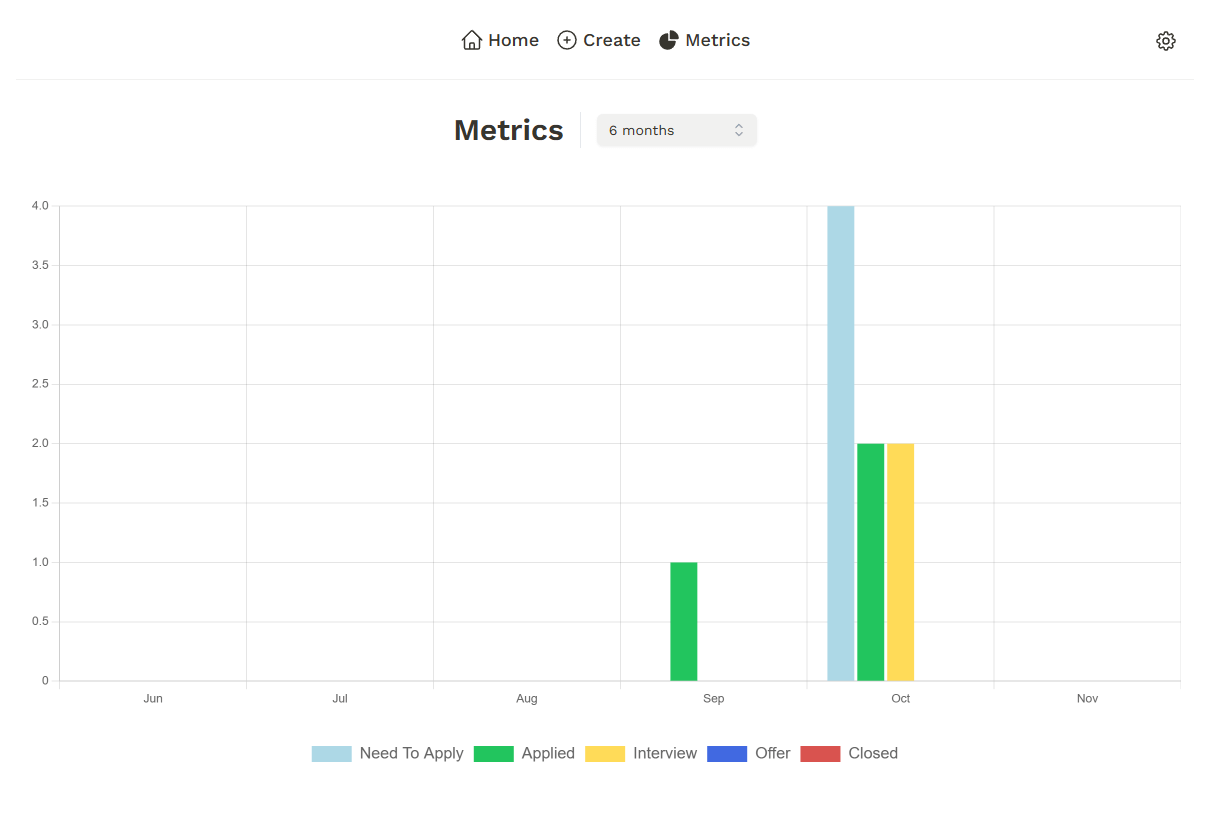 Home Create Metrics
Metrics 6 months
4.0
3.5
3.0
2.5
2.0
1.5
1.0
0.5
0
Jun Jul Aug Sep Oct Nov
Need To Apply Applied Interview Offer Closed